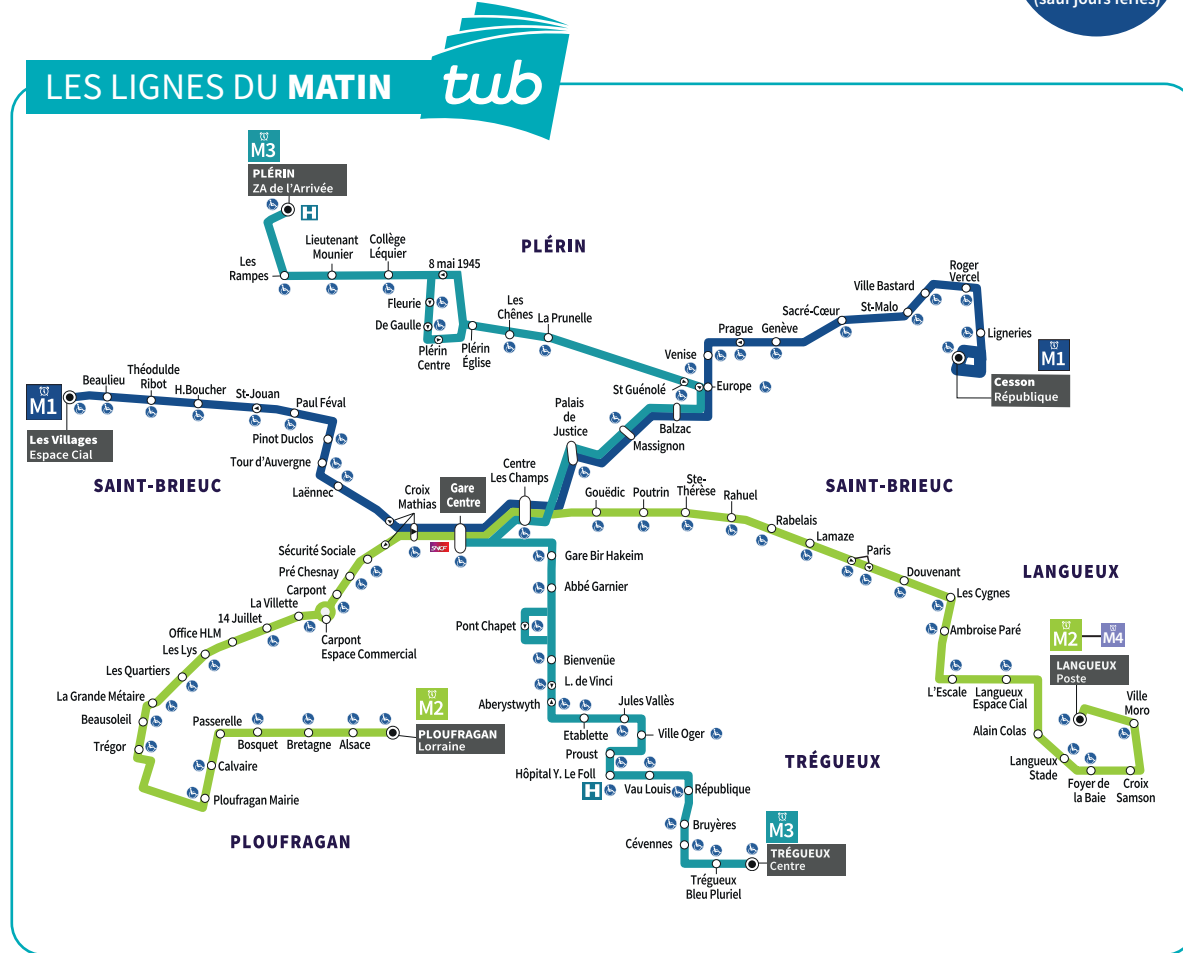 (sauf jours fériés)
LES LIGNES DU MATIN
tub
M3
PLÉRIN
ZA de l'Arrivée
H
PLÉRIN
Les
Rampes
Lieutenant
Mounier
Collège
Léquier
8 mai 1945
Fleurie
De Gaulle
Plérin
Centre
Plérin
Église
Les
Chênes
La Prunelle
Roger
Vercel
Ville Bastard
St-Malo
Sacré-Cœur
Genève
Prague
Venise
Ligneries
M1
Cesson
République
St Guénolé
Europe
Balzac
Massignon
Palais
de
Justice
M1
Les Villages
Espace Cial
Beaulieu
Théodulde
Ribot
H.Boucher
St-Jouan
Paul Féval
Pinot Duclos
Tour d'Auvergne
Laënnec
SAINT-BRIEUC
Croix
Mathias
Gare
Centre
SNCF
Centre
Les Champs
Gouëdic
Poutrin
Ste-
Thérèse
Rahuel
SAINT-BRIEUC
Rabelais
Lamaze
Paris
Douvenant
Les Cygnes
LANGUEUX
Ambroise Paré
M2
M4
LANGUEUX
Poste
L'Escale
Langueux
Espace Cial
Alain Colas
Langueux
Stade
Foyer de
la Baie
Croix
Samson
Ville
Moro
Sécurité Sociale
Pré Chesnay
Carpont
La Villette
Carpont
Espace Commercial
14 Juillet
Office HLM
Les Lys
Les Quartiers
La Grande Métaire
Beausoleil
Trégor
Passerelle
Bosquet
Bretagne
Alsace
M2
PLOUFRAGAN
Lorraine
Calvaire
Ploufragan Mairie
PLOUFRAGAN
Gare Bir Hakeim
Abbé Garnier
Pont Chapet
Bienvenüe
L. de Vinci
Aberystwyth
Etablette
Jules Vallès
Ville Oger
Proust
Hôpital Y. Le Foll
H
Vau Louis
République
TRÉGUEUX
Bruyères
Cévennes
M3
TRÉGUEUX
Centre
Trégueux
Bleu Pluriel